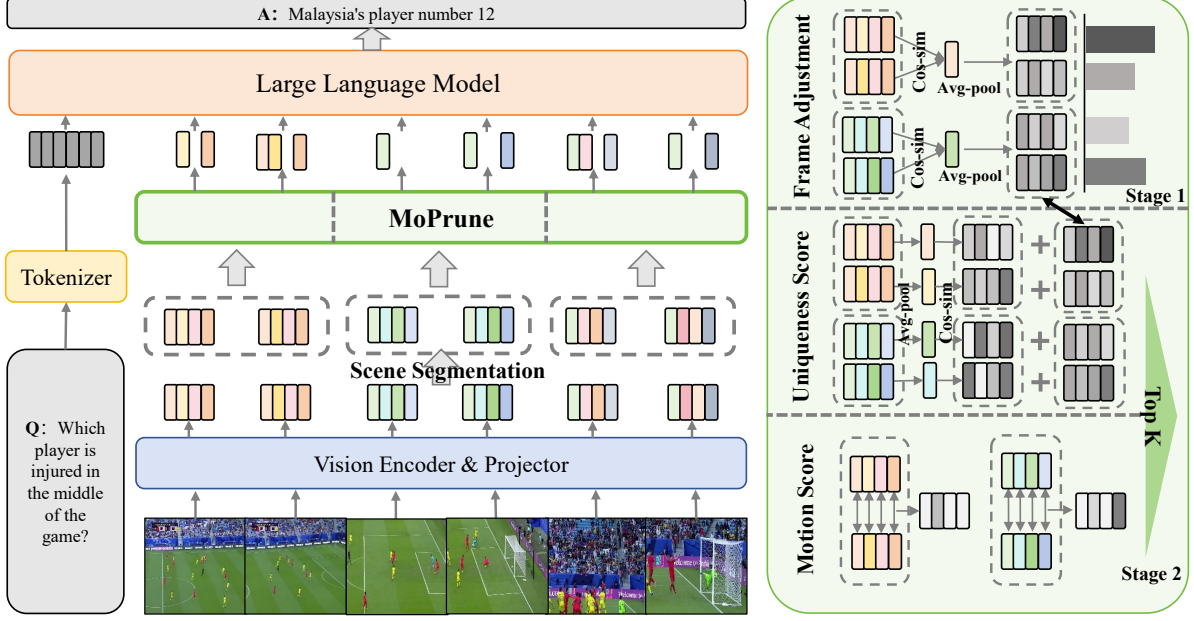 A: Malaysia's player number 12
Large Language Model
MoPrune
Tokenizer
Scene Segmentation
Q: Which
player is
injured in
the middle
of the
game?
Vision Encoder & Projector
Frame Adjustment
Cos-sim
Avg-pool
Cos-sim
Avg-pool
Stage 1
Uniqueness Score
Avg-pool
Cos-sim
Top K
Motion Score
Stage 2